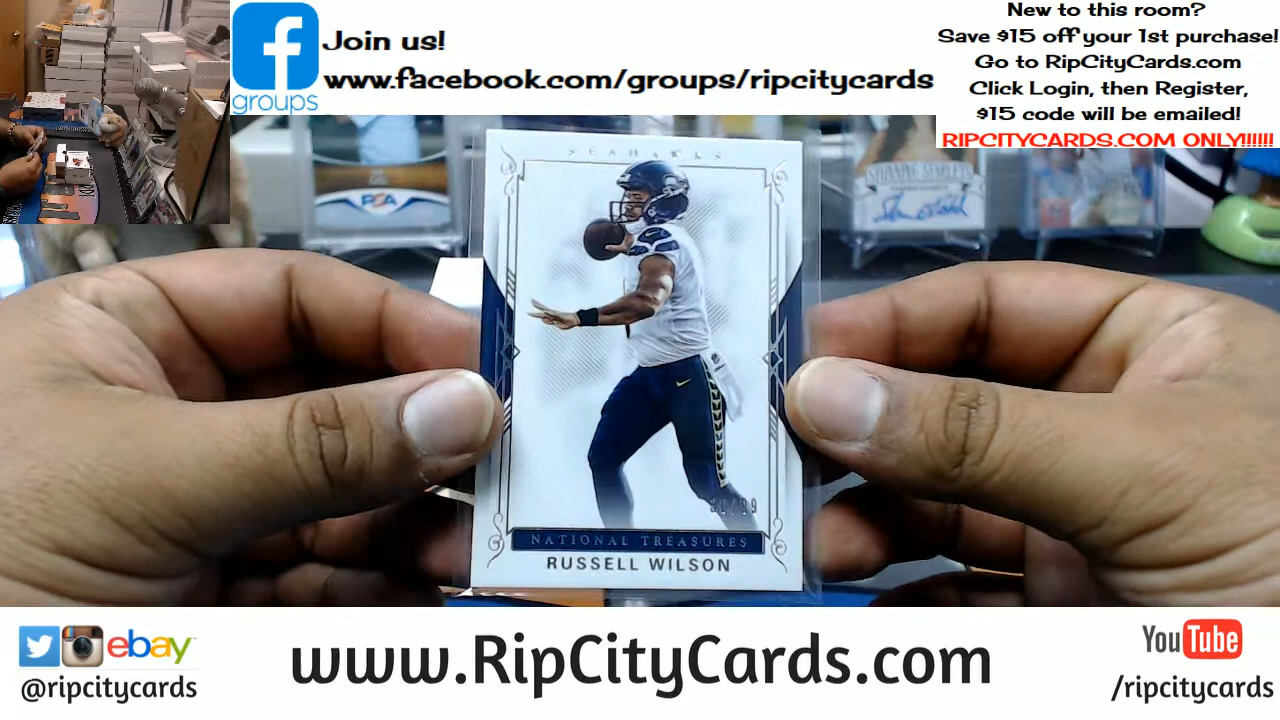 Join us!
www.facebook.com/groups/ripcitycards
groups
New to this room?
Save $15 off your 1st purchase!
Go to RipCityCards.com
Click Login, then Register,
$15 code will be emailed!
RIPCITYCARDS.COM ONLY!!!!!!
PSA
SEAHAWKS
NATIONAL TREASURES
RUSSELL WILSON
ebay
@ripcitycards
www.RipCityCards.com
YouTube
/ripcitycards